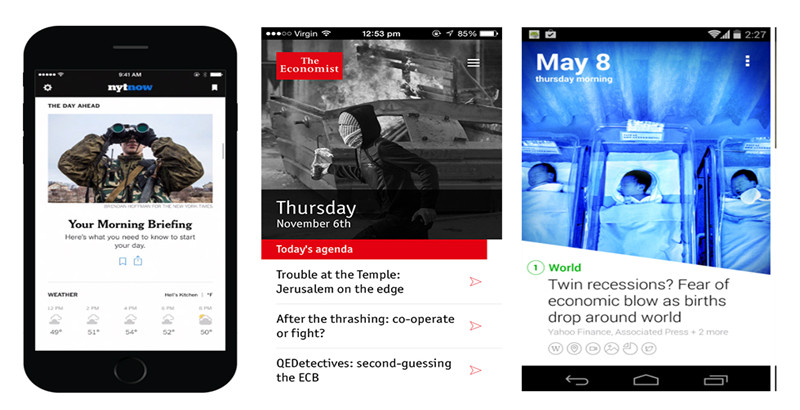 9:41 AM
nytnow
THE DAY AHEAD
BRENDAN HOFFMAN FOR THE NEW YORK TIMES
Your Morning Briefing
Here's what you need to know to start
your day.
WEATHER
Hell's Kitchen | °F
12 PM 2 PM 4 PM 6 PM 8 PM
49° 51° 54° 52° 50°
Virgin 12:53 pm 85%
The
Economist
Thursday
November 6th
Today's agenda
Trouble at the Temple:
Jerusalem on the edge
After the thrashing: co-operate
or fight?
QEDetectives: second-guessing
the ECB
2:27
May 8
thursday morning
1 World
Twin recessions? Fear of
economic blow as births
drop around world
Yahoo Finance, Associated Press + 2 more
W